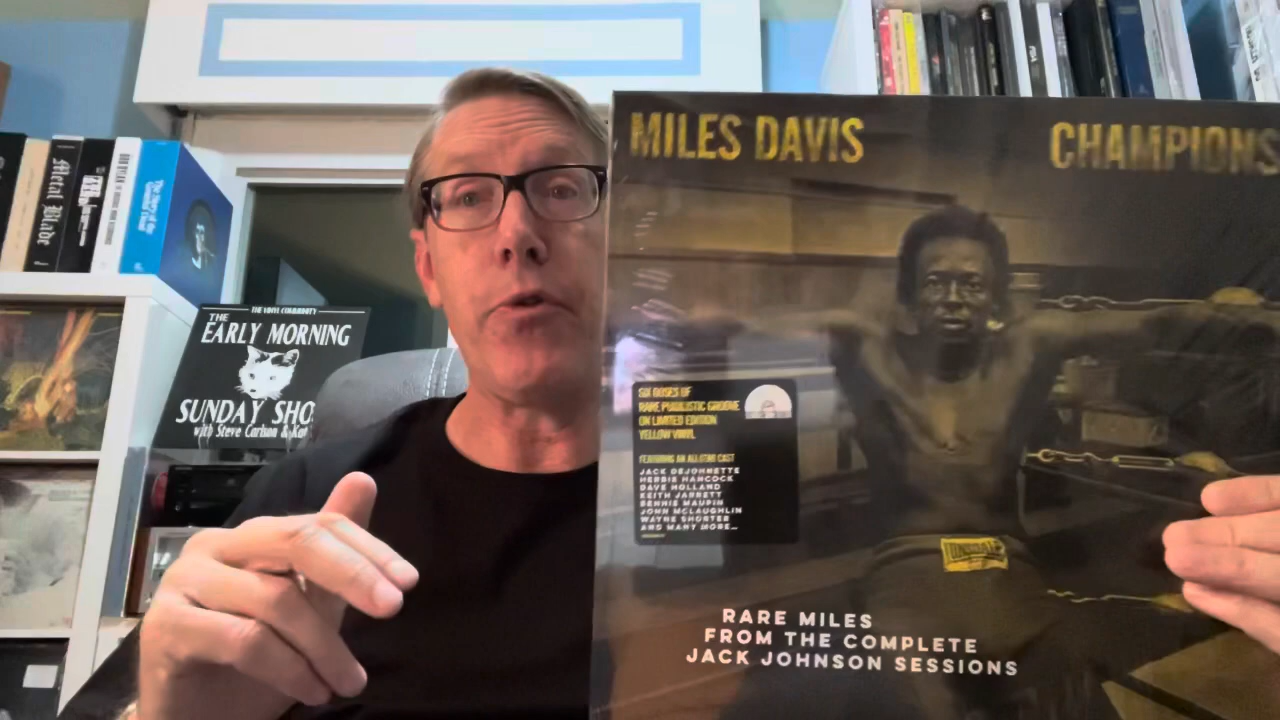 MILES DAVIS
CHAMPIONS
Metal Blade
THE VINYL COMMUNITY
THE
EARLY MORNING
SUNDAY SHO
with Steve Carlson &
SIX DOSES OF
RARE PUGILISTIC GROOVE
ON LIMITED EDITION
YELLOW VINYL
FEATURING AN ALL-STAR CAST
JACK DEJOHNETTE
HERBIE HANCOCK
DAVE HOLLAND
KEITH JARRETT
BENNIE MAUPIN
JOHN MCLAUGHLIN
WAYNE SHORTER
AND MANY MORE...
LONSDALE
RARE MILES
FROM THE COMPLETE
JACK JOHNSON SESSIONS